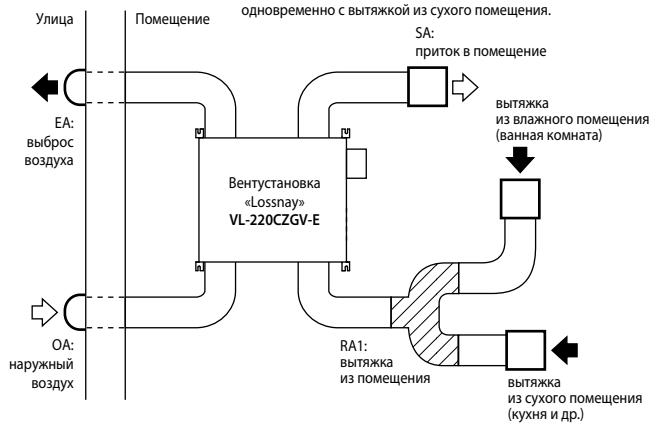 одновременно с вытяжкой из сухого помещения.
Улица
Помещение
SA:
приток в помещение
EA:
выброс
воздуха
вытяжка
из влажного помещения
(ванная комната)
Вентустановка
«Lossnay»
VL-220CZGV-E
OA:
наружный
воздух
RA1:
вытяжка
из помещения
вытяжка
из сухого помещения
(кухня и др.)